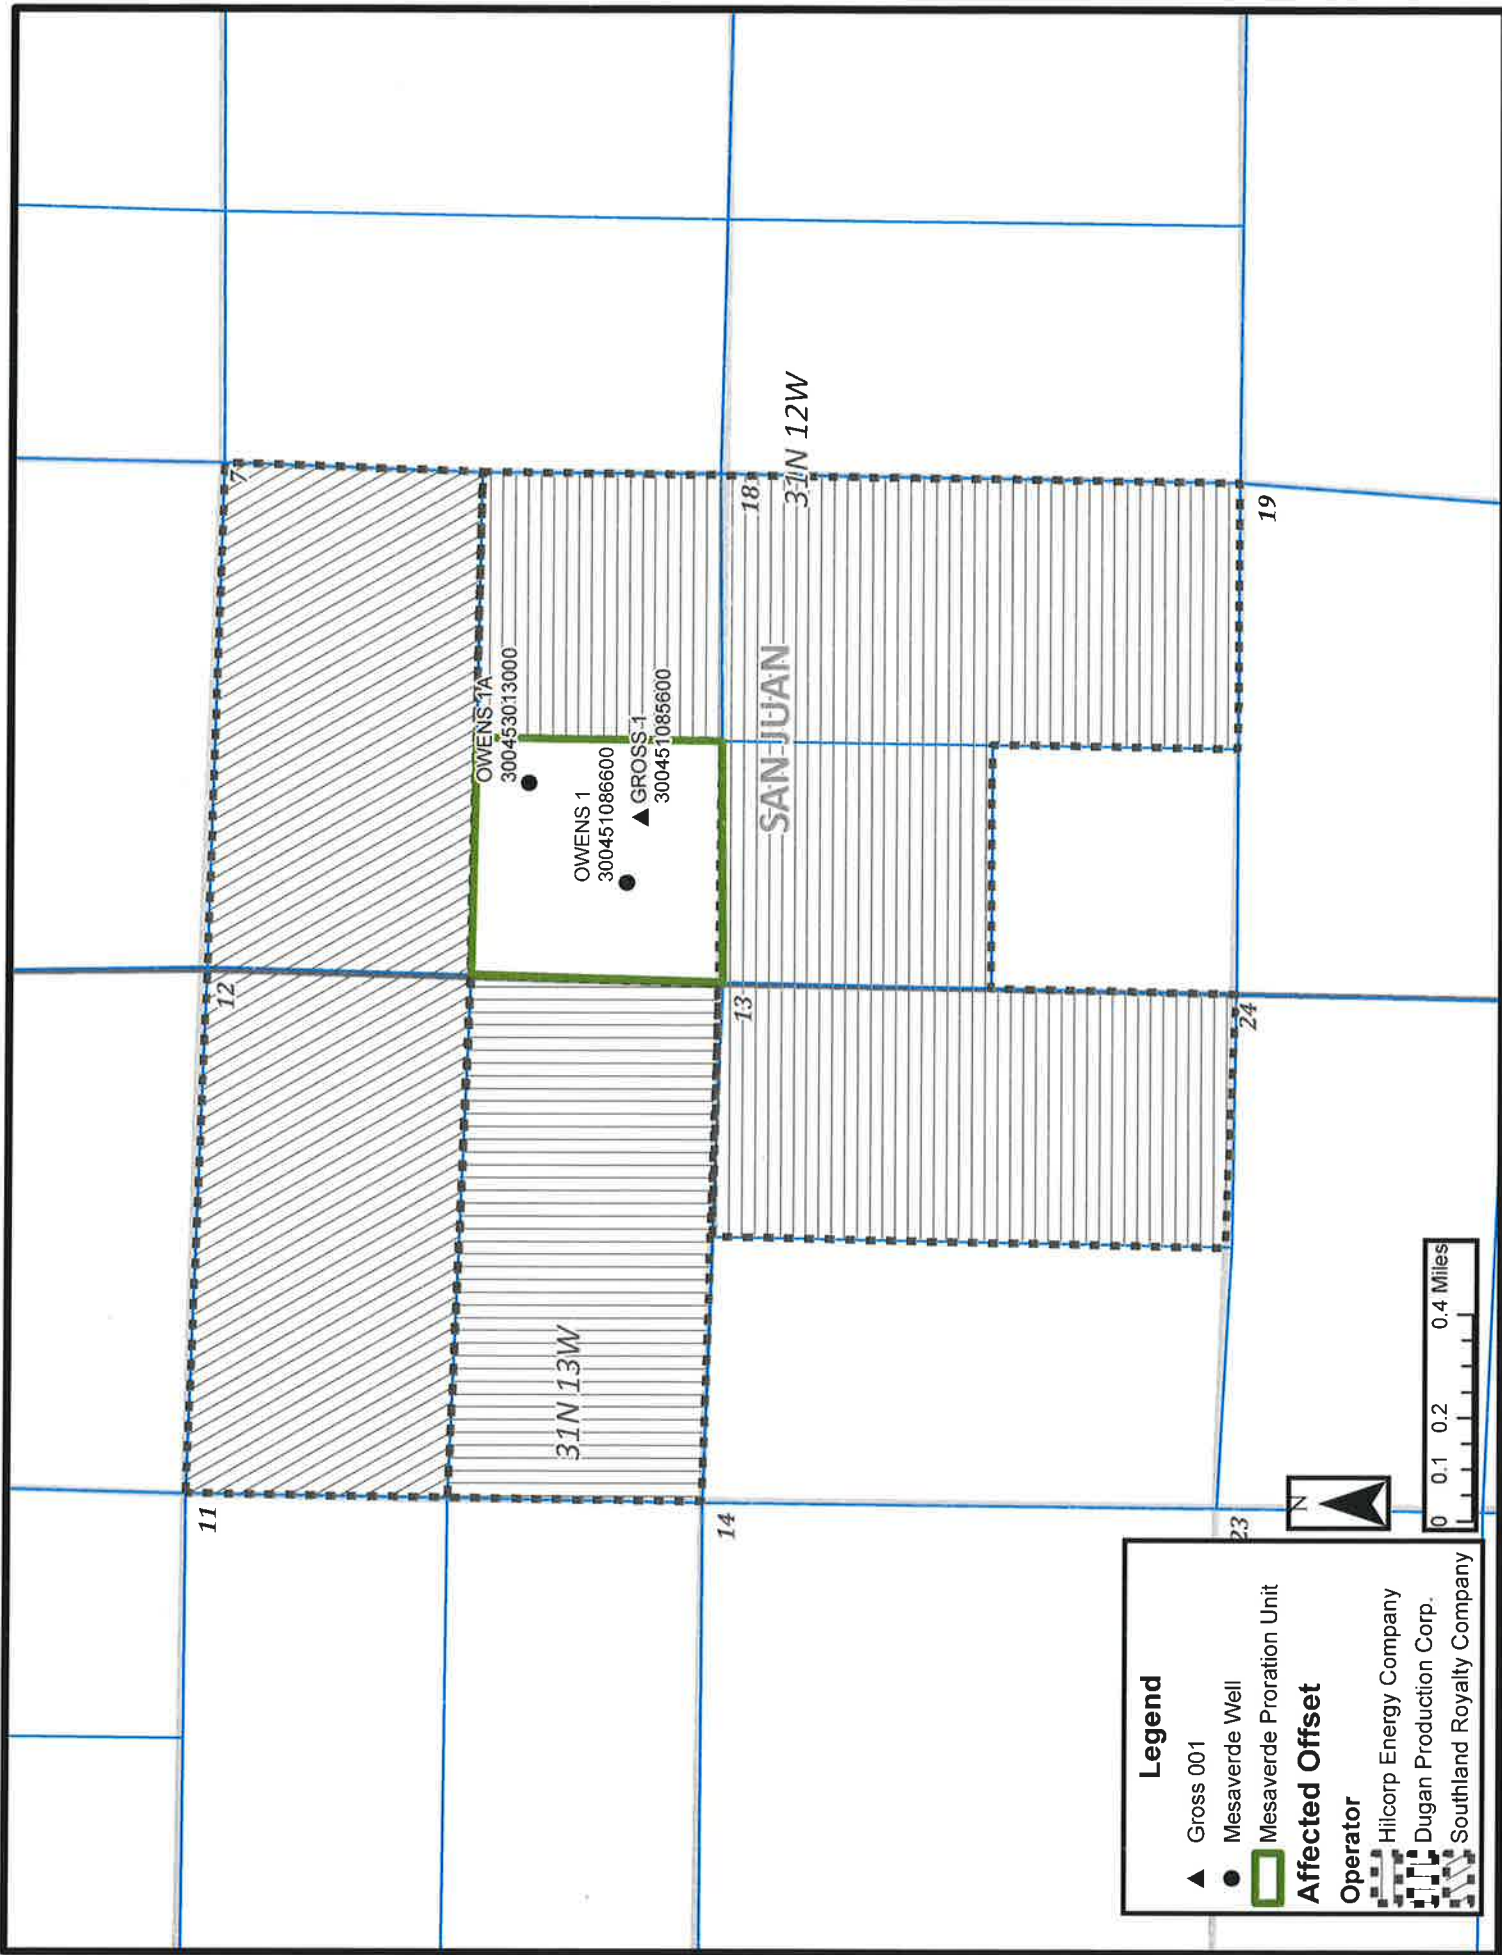 11
12
7
OWENS 1A
300453013000
OWENS 1
300451086600
GROSS 1
300451085600
31N 13W
14
13
18
SAN JUAN
31N 12W
23
24
19
Legend
Gross 001
Mesaverde Well
Mesaverde Proration Unit
Affected Offset
Operator
Hilcorp Energy Company
Dugan Production Corp.
Southland Royalty Company
N
0 0.1 0.2 0.4 Miles